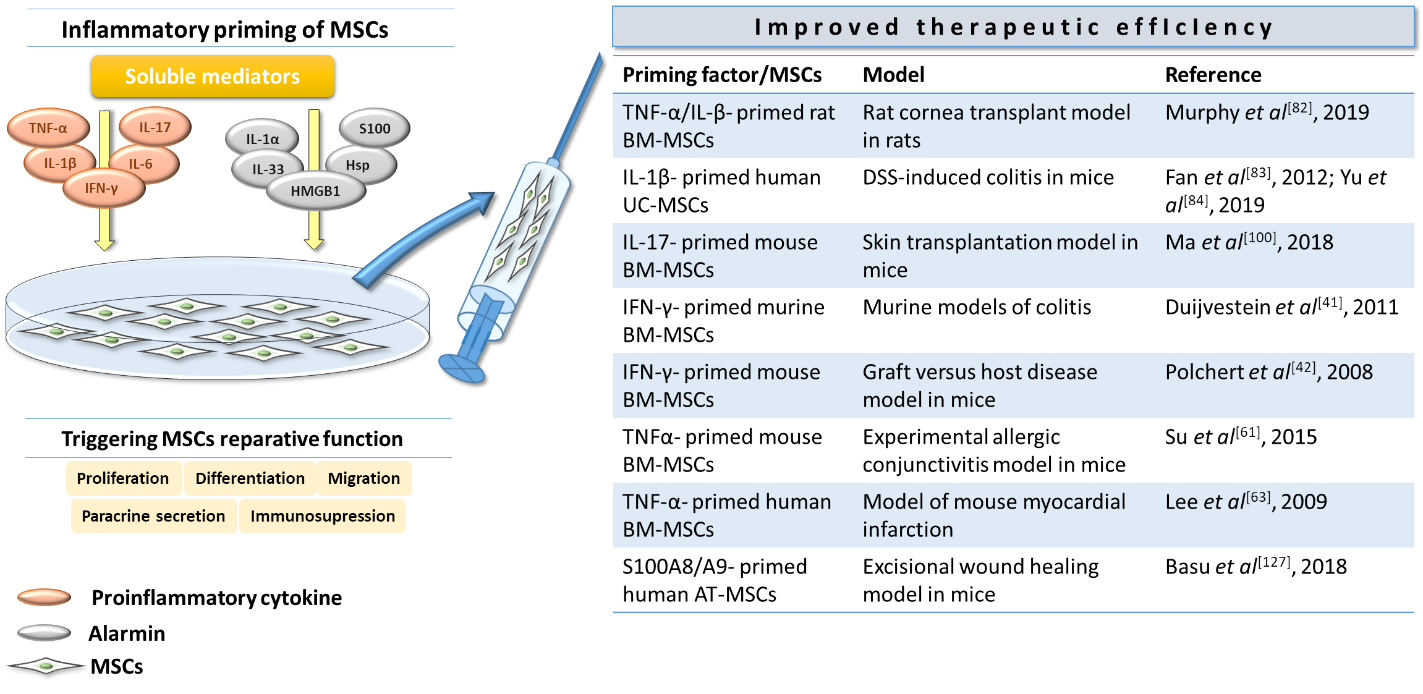 Inflammatory priming of MSCs
Soluble mediators
TNF-α
IL-17
IL-1β
IL-6
IFN-γ
IL-1α
S100
IL-33
Hsp
HMGB1
Triggering MSCs reparative function
Proliferation
Differentiation
Migration
Paracrine secretion
Immunosupression
Proinflammatory cytokine
Alarmin
MSCs
Improved therapeutic effIcIency
Priming factor/MSCs
Model
Reference
TNF-α/IL-β- primed rat
BM-MSCs
Rat cornea transplant model
in rats
Murphy et al[82], 2019
IL-1β- primed human
UC-MSCs
DSS-induced colitis in mice
Fan et al[83], 2012; Yu et
al[84], 2019
IL-17- primed mouse
BM-MSCs
Skin transplantation model in
mice
Ma et al[100], 2018
IFN-γ- primed murine
BM-MSCs
Murine models of colitis
Duijvestein et al[41], 2011
IFN-γ- primed mouse
BM-MSCs
Graft versus host disease
model in mice
Polchert et al[42], 2008
TNFα- primed mouse
BM-MSCs
Experimental allergic
conjunctivitis model in mice
Su et al[61], 2015
TNF-α- primed human
BM-MSCs
Model of mouse myocardial
infarction
Lee et al[63], 2009
S100A8/A9- primed
human AT-MSCs
Excisional wound healing
model in mice
Basu et al[127], 2018